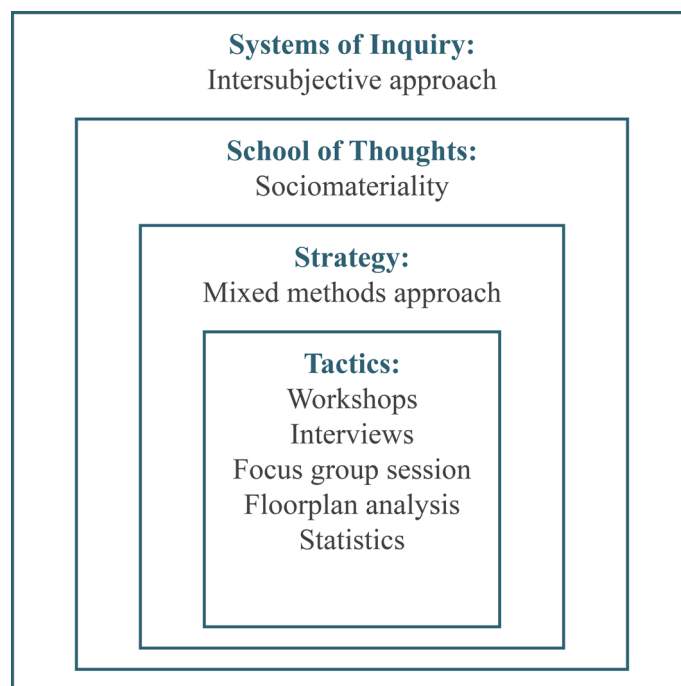 Systems of Inquiry:
Intersubjective approach
School of Thoughts:
Sociomateriality
Strategy:
Mixed methods approach
Tactics:
Workshops
Interviews
Focus group session
Floorplan analysis
Statistics